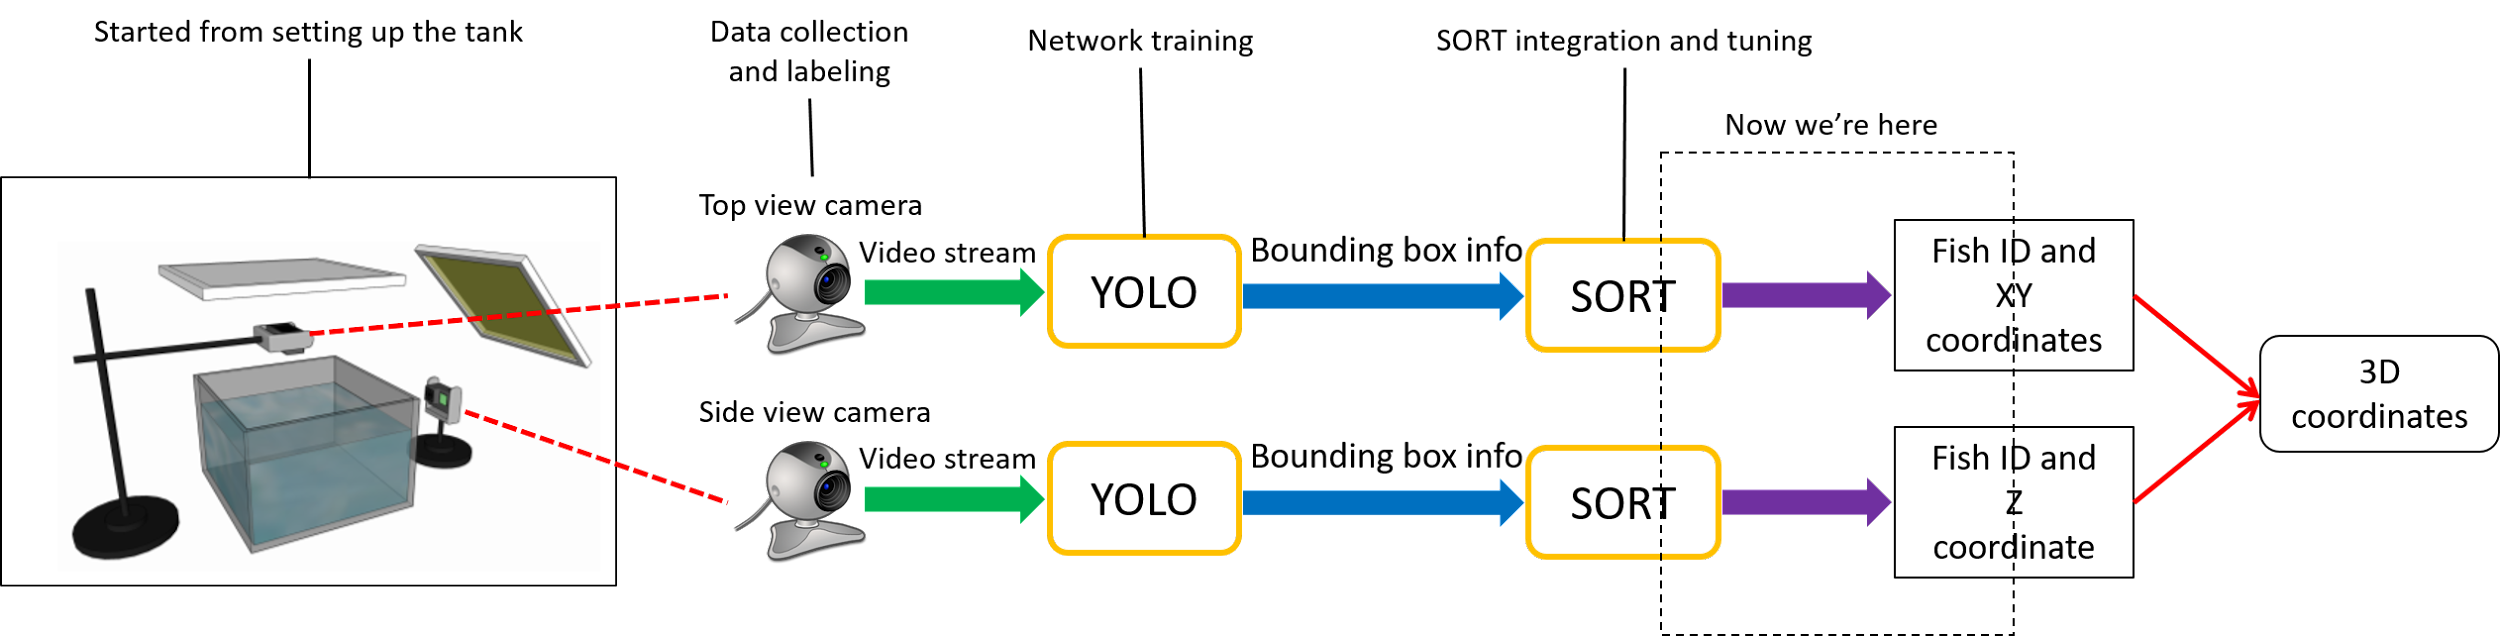 Started from setting up the tank
Data collection
and labeling
Network training
SORT integration and tuning
Now we’re here
Top view camera
Video stream
YOLO
Bounding box info
SORT
Fish ID and
XY
coordinates
Side view camera
Video stream
YOLO
Bounding box info
SORT
Fish ID and
Z
coordinate
3D
coordinates